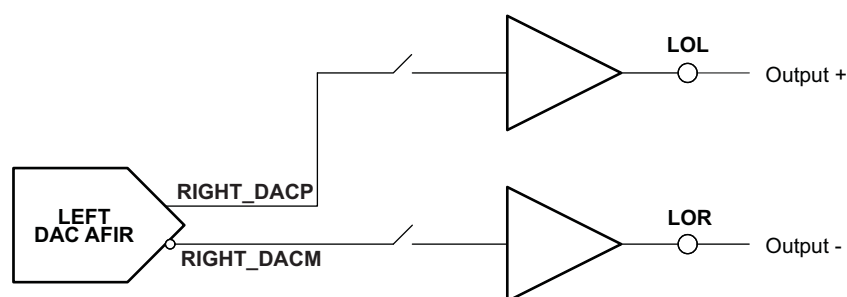 LOL
Output +
RIGHT_DACP
LEFT
DAC AFIR
LOR
RIGHT_DACM
Output -